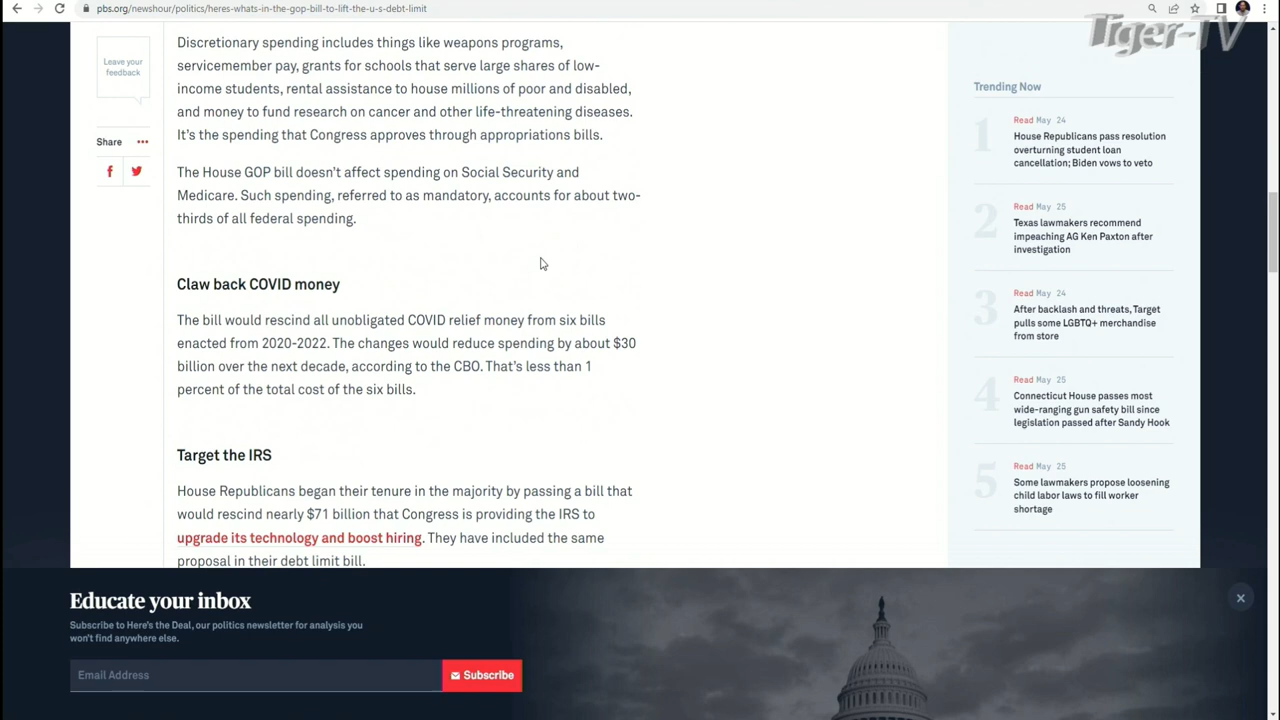 pbs.org/newshour/politics/heres-whats-in-the-gop-bill-to-lift-the-u-s-debt-limit
Tiger-TV
Leave your
feedback
Share
Discretionary spending includes things like weapons programs,
servicemember pay, grants for schools that serve large shares of low-
income students, rental assistance to house millions of poor and disabled,
and money to fund research on cancer and other life-threatening diseases.
It's the spending that Congress approves through appropriations bills.
The House GOP bill doesn't affect spending on Social Security and
Medicare. Such spending, referred to as mandatory, accounts for about two-
thirds of all federal spending.
Claw back COVID money
The bill would rescind all unobligated COVID relief money from six bills
enacted from 2020-2022. The changes would reduce spending by about $30
billion over the next decade, according to the CBO. That's less than 1
percent of the total cost of the six bills.
Target the IRS
House Republicans began their tenure in the majority by passing a bill that
would rescind nearly $71 billion that Congress is providing the IRS to
upgrade its technology and boost hiring. They have included the same
proposal in their debt limit bill.
Trending Now
1
Read May 24
House Republicans pass resolution
overturning student loan
cancellation; Biden vows to veto
2
Read May 25
Texas lawmakers recommend
impeaching AG Ken Paxton after
investigation
3
Read May 24
After backlash and threats, Target
pulls some LGBTQ+ merchandise
from store
4
Read May 25
Connecticut House passes most
wide-ranging gun safety bill since
legislation passed after Sandy Hook
5
Read May 25
Some lawmakers propose loosening
child labor laws to fill worker
shortage
Educate your inbox
Subscribe to Here's the Deal, our politics newsletter for analysis you
won't find anywhere else.
Email Address
Subscribe